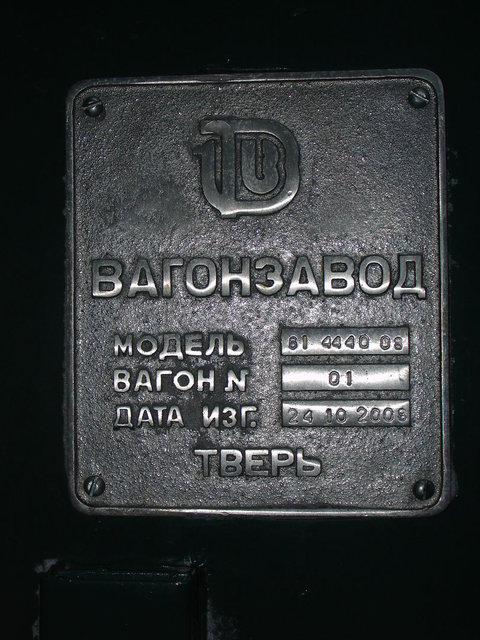 ВАГОНЗАВОД
МОДЕЛЬ 61 4440 08
ВАГОН N 01
ДАТА ИЗГ. 24 10 2006
ТВЕРЬ